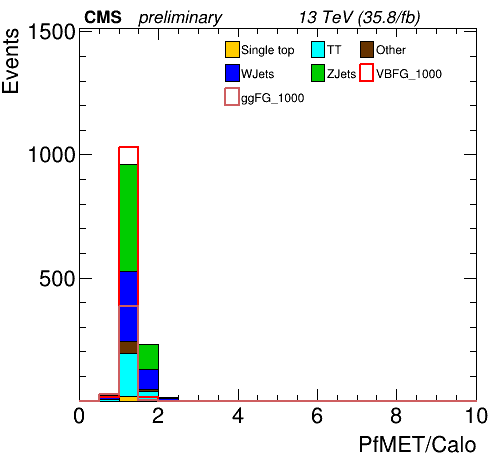 CMS preliminary 13 TeV (35.8/fb)
Events
1500
1000
500
Single top TT Other
WJets ZJets VBFG_1000
ggFG_1000
0 2 4 6 8 10
PfMET/Calo